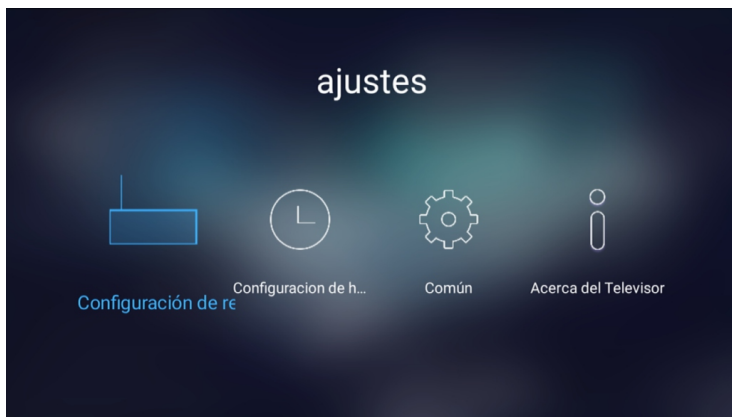 ajustes
Configuración de re
Configuracion de h...
Común
Acerca del Televisor